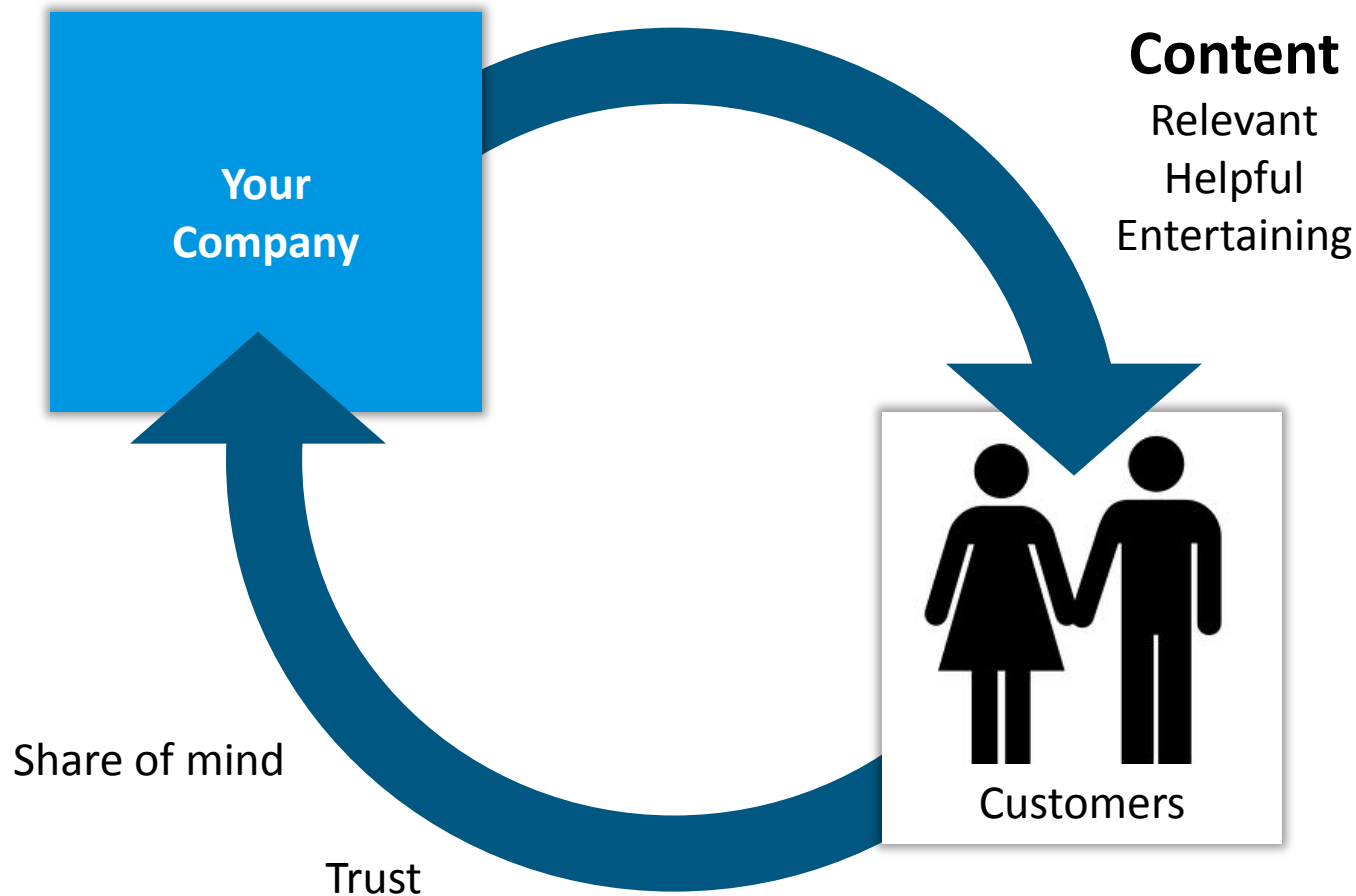 Your
Company
Content
Relevant
Helpful
Entertaining
Customers
Share of mind
Trust